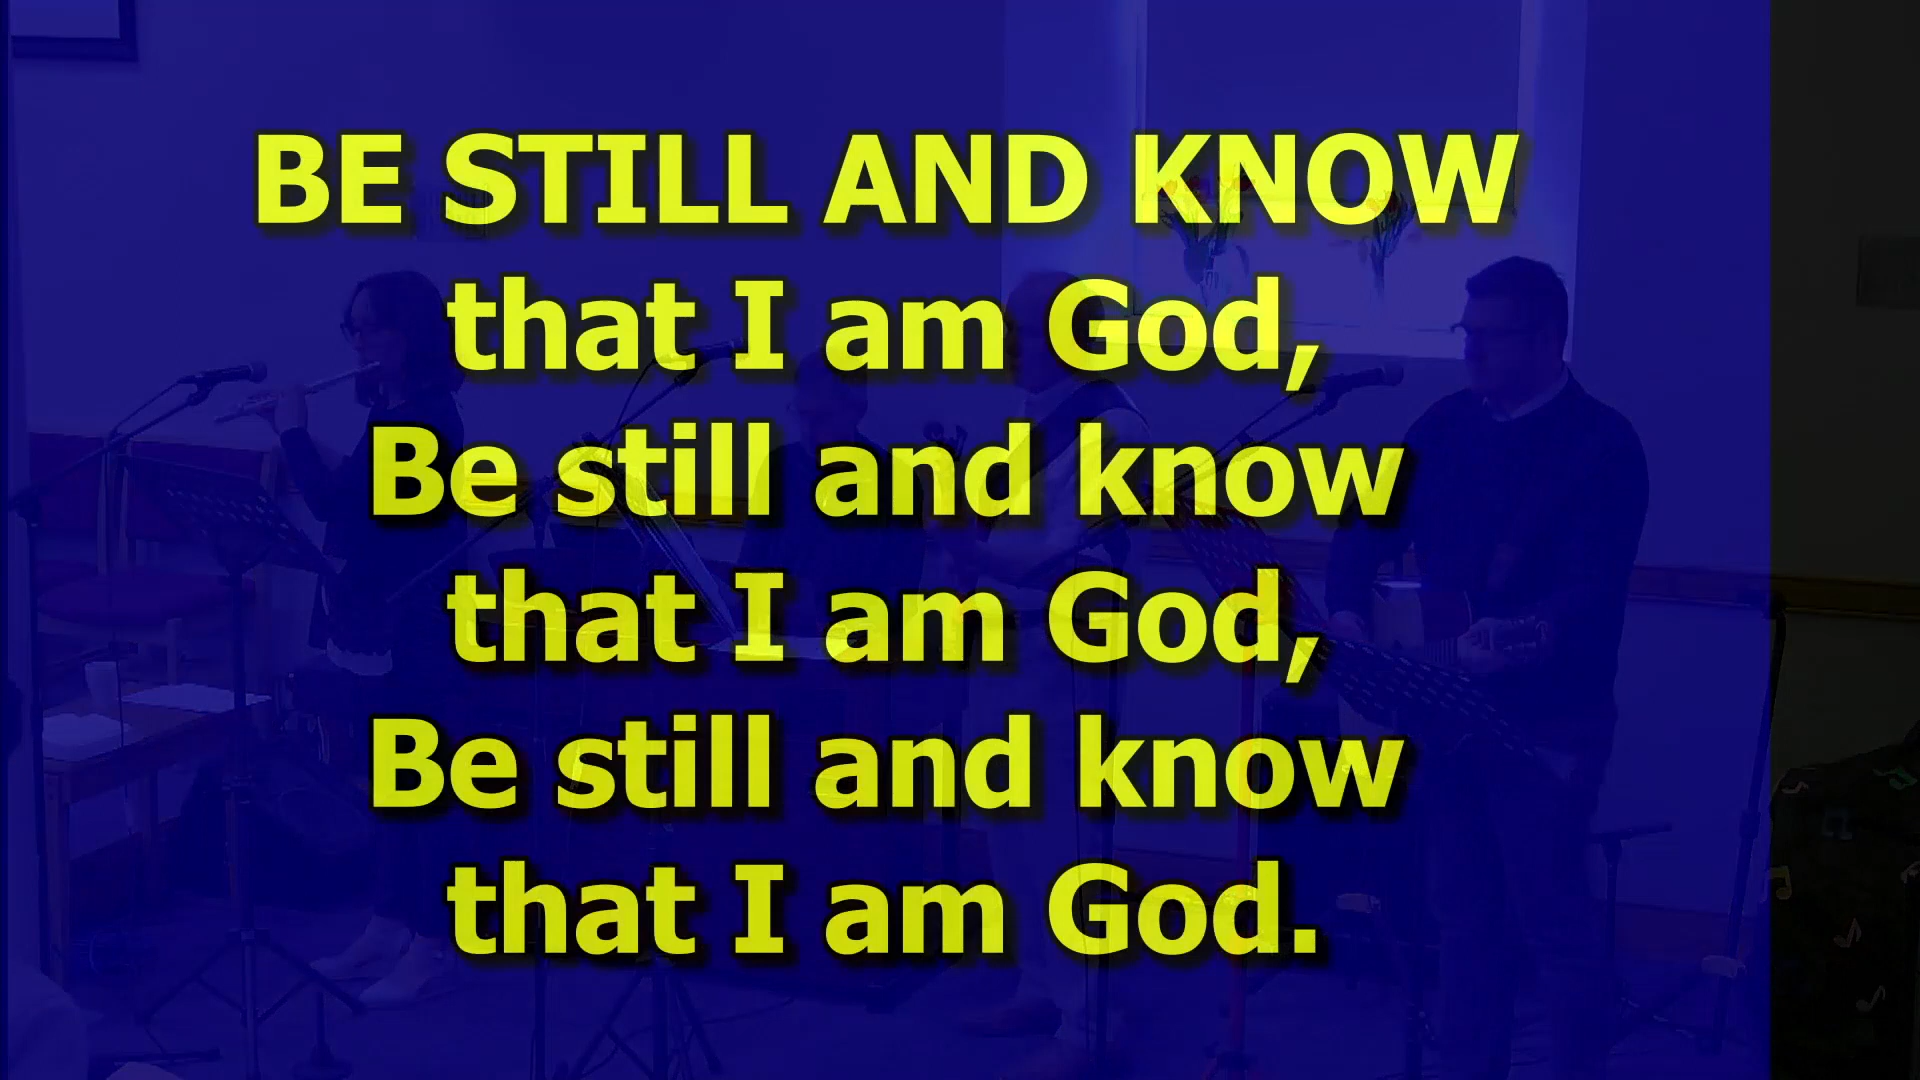 BE STILL AND KNOW
that I am God,
Be still and know
that I am God,
Be still and know
that I am God.